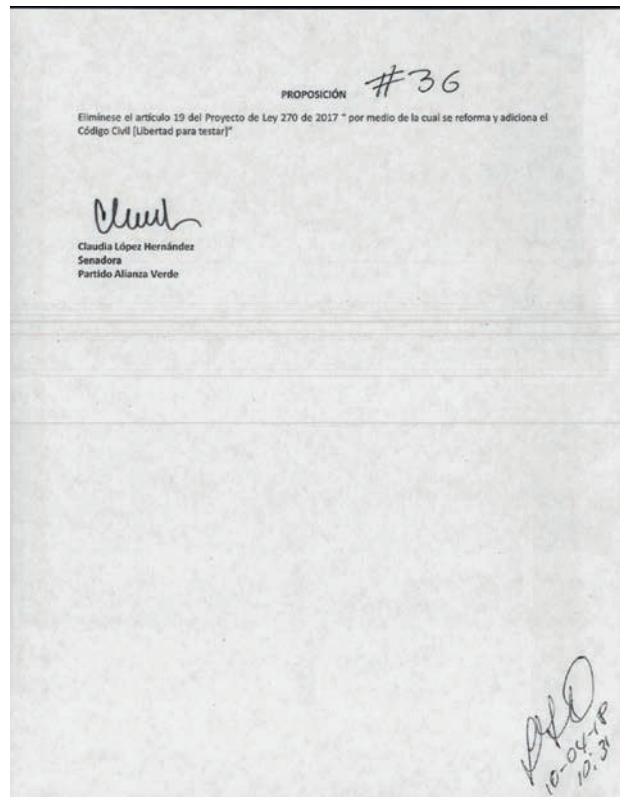 PROPOSICIÓN #36
Elimínese el artículo 19 del Proyecto de Ley 270 de 2017 " por medio de la cual se reforma y adiciona el
Código Civil [Libertad para testar]"
Claudia López Hernández
Senadora
Partido Alianza Verde
10-04-18
10:31